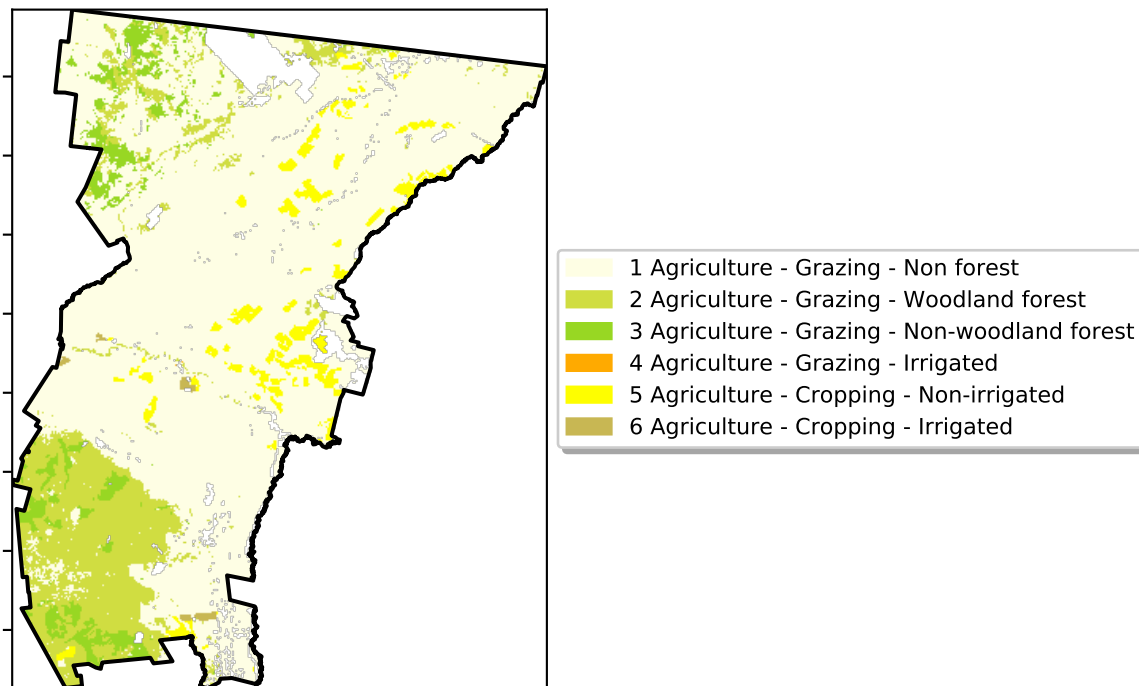 1 Agriculture - Grazing - Non forest
2 Agriculture - Grazing - Woodland forest
3 Agriculture - Grazing - Non-woodland forest
4 Agriculture - Grazing - Irrigated
5 Agriculture - Cropping - Non-irrigated
6 Agriculture - Cropping - Irrigated